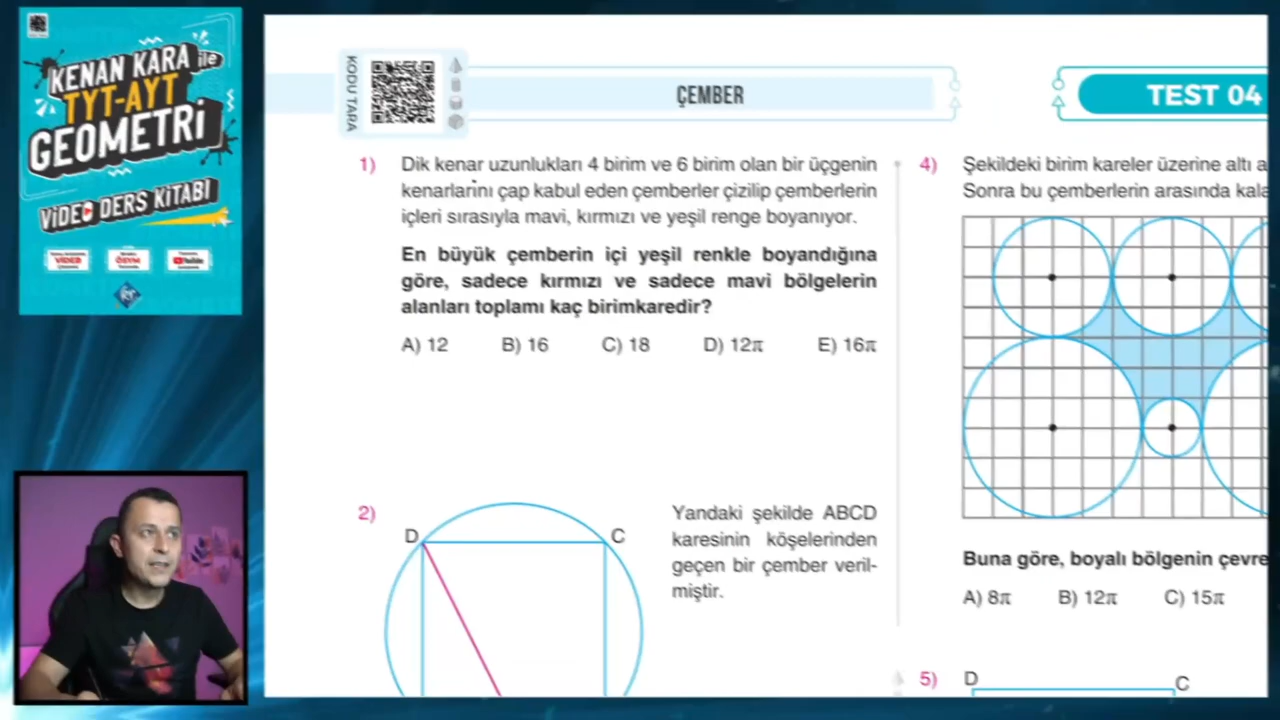 KENAN KARA ile
TYT-AYT
GEOMETRİ
VİDEO DERS KİTABI
VİDEO
ÖSYM
YouTube
KODU TARA
ÇEMBER
TEST 04
1) Dik kenar uzunlukları 4 birim ve 6 birim olan bir üçgenin
kenarlarını çap kabul eden çemberler çizilip çemberlerin
içleri sırasıyla mavi, kırmızı ve yeşil renge boyanıyor.
En büyük çemberin içi yeşil renkle boyandığına
göre, sadece kırmızı ve sadece mavi bölgelerin
alanları toplamı kaç birimkaredir?
A) 12 B) 16 C) 18 D) 12π E) 16π
2) D C
Yandaki şekilde ABCD
karesinin köşelerinden
geçen bir çember veril-
miştir.
4) Şekildeki birim kareler üzerine altı a
Sonra bu çemberlerin arasında kala
Buna göre, boyalı bölgenin çevre
A) 8π B) 12π C) 15π
5) D C